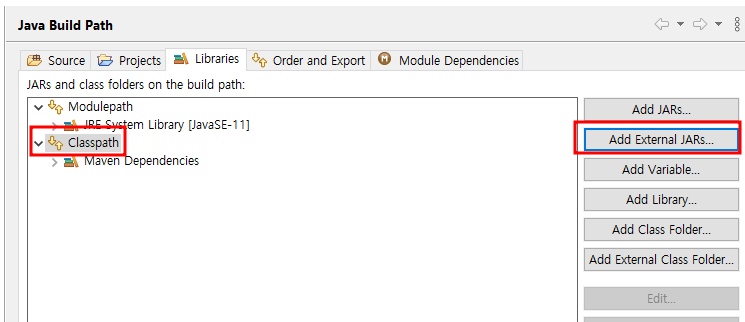 Java Build Path
Source Projects Libraries Order and Export Module Dependencies
JARs and class folders on the build path:
Modulepath
JRE System Library [JavaSE-11]
Classpath
Maven Dependencies
Add JARs...
Add External JARs...
Add Variable...
Add Library...
Add Class Folder...
Add External Class Folder...
Edit...